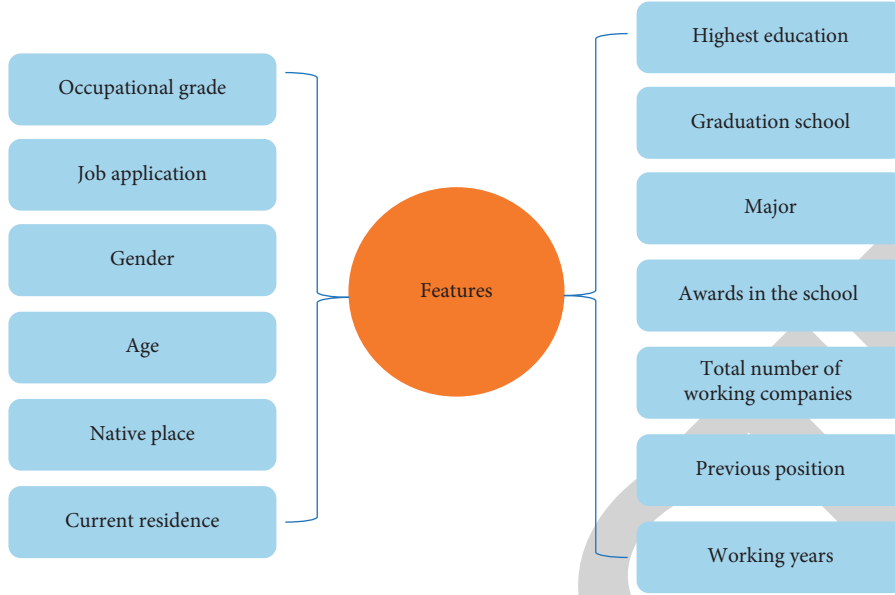 Occupational grade
Job application
Gender
Age
Native place
Current residence
Features
Highest education
Graduation school
Major
Awards in the school
Total number of
working companies
Previous position
Working years